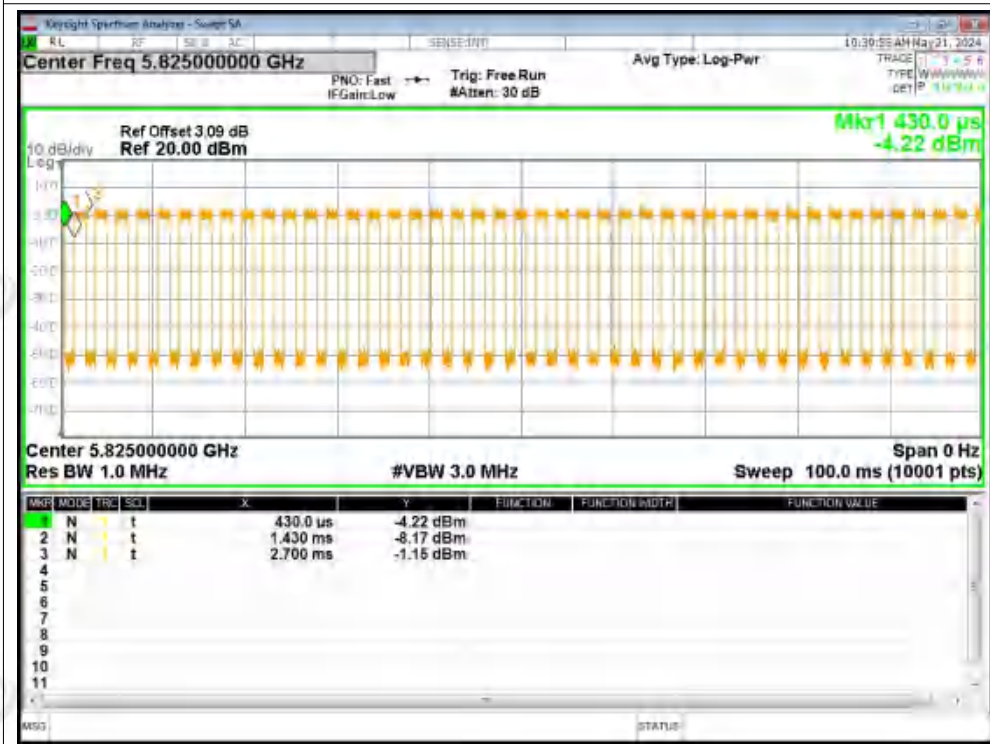 Keysight Spectrum Analyzer - Swept SA
RL RF AC SENSE:INT 10:30:55 AM May 21, 2024
Center Freq 5.825000000 GHz Avg Type: Log-Pwr TRACE
PNO: Fast Trig: Free Run TYPE
IFGain:Low #Atten: 30 dB DET
Mkr1 430.0 µs
Ref Offset 3.09 dB
10 dB/div Ref 20.00 dBm -4.22 dBm
Log
1
Center 5.825000000 GHz Span 0 Hz
Res BW 1.0 MHz #VBW 3.0 MHz Sweep 100.0 ms (10001 pts)
MKR MODE TRC SCL X Y FUNCTION FUNCTION WIDTH FUNCTION VALUE
1 N 1 t 430.0 µs -4.22 dBm
2 N 1 t 1.430 ms -8.17 dBm
3 N 1 t 2.700 ms -1.15 dBm
4
5
6
7
8
9
10
11
MSG STATUS